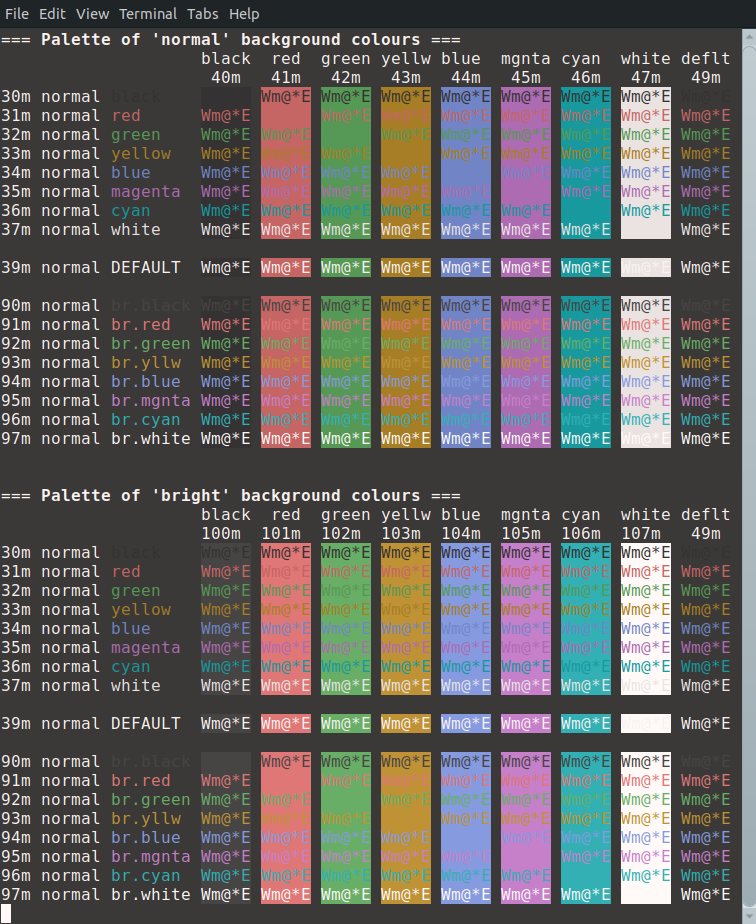 File Edit View Terminal Tabs Help
=== Palette of 'normal' background colours ===
black red green yellw blue mgnta cyan white deflt
40m 41m 42m 43m 44m 45m 46m 47m 49m
30m normal black Wm@*E Wm@*E Wm@*E Wm@*E Wm@*E Wm@*E Wm@*E Wm@*E
31m normal red Wm@*E Wm@*E Wm@*E Wm@*E Wm@*E Wm@*E Wm@*E Wm@*E
32m normal green Wm@*E Wm@*E Wm@*E Wm@*E Wm@*E Wm@*E Wm@*E Wm@*E
33m normal yellow Wm@*E Wm@*E Wm@*E Wm@*E Wm@*E Wm@*E Wm@*E Wm@*E
34m normal blue Wm@*E Wm@*E Wm@*E Wm@*E Wm@*E Wm@*E Wm@*E Wm@*E
35m normal magenta Wm@*E Wm@*E Wm@*E Wm@*E Wm@*E Wm@*E Wm@*E Wm@*E
36m normal cyan Wm@*E Wm@*E Wm@*E Wm@*E Wm@*E Wm@*E Wm@*E Wm@*E
37m normal white Wm@*E Wm@*E Wm@*E Wm@*E Wm@*E Wm@*E Wm@*E Wm@*E
39m normal DEFAULT Wm@*E Wm@*E Wm@*E Wm@*E Wm@*E Wm@*E Wm@*E Wm@*E Wm@*E
90m normal br.black Wm@*E Wm@*E Wm@*E Wm@*E Wm@*E Wm@*E Wm@*E Wm@*E Wm@*E
91m normal br.red Wm@*E Wm@*E Wm@*E Wm@*E Wm@*E Wm@*E Wm@*E Wm@*E Wm@*E
92m normal br.green Wm@*E Wm@*E Wm@*E Wm@*E Wm@*E Wm@*E Wm@*E Wm@*E Wm@*E
93m normal br.yllw Wm@*E Wm@*E Wm@*E Wm@*E Wm@*E Wm@*E Wm@*E Wm@*E Wm@*E
94m normal br.blue Wm@*E Wm@*E Wm@*E Wm@*E Wm@*E Wm@*E Wm@*E Wm@*E Wm@*E
95m normal br.mgnta Wm@*E Wm@*E Wm@*E Wm@*E Wm@*E Wm@*E Wm@*E Wm@*E Wm@*E
96m normal br.cyan Wm@*E Wm@*E Wm@*E Wm@*E Wm@*E Wm@*E Wm@*E Wm@*E Wm@*E
97m normal br.white Wm@*E Wm@*E Wm@*E Wm@*E Wm@*E Wm@*E Wm@*E Wm@*E Wm@*E
=== Palette of 'bright' background colours ===
black red green yellw blue mgnta cyan white deflt
100m 101m 102m 103m 104m 105m 106m 107m 49m
30m normal black Wm@*E Wm@*E Wm@*E Wm@*E Wm@*E Wm@*E Wm@*E Wm@*E Wm@*E
31m normal red Wm@*E Wm@*E Wm@*E Wm@*E Wm@*E Wm@*E Wm@*E Wm@*E Wm@*E
32m normal green Wm@*E Wm@*E Wm@*E Wm@*E Wm@*E Wm@*E Wm@*E Wm@*E Wm@*E
33m normal yellow Wm@*E Wm@*E Wm@*E Wm@*E Wm@*E Wm@*E Wm@*E Wm@*E Wm@*E
34m normal blue Wm@*E Wm@*E Wm@*E Wm@*E Wm@*E Wm@*E Wm@*E Wm@*E Wm@*E
35m normal magenta Wm@*E Wm@*E Wm@*E Wm@*E Wm@*E Wm@*E Wm@*E Wm@*E Wm@*E
36m normal cyan Wm@*E Wm@*E Wm@*E Wm@*E Wm@*E Wm@*E Wm@*E Wm@*E Wm@*E
37m normal white Wm@*E Wm@*E Wm@*E Wm@*E Wm@*E Wm@*E Wm@*E Wm@*E Wm@*E
39m normal DEFAULT Wm@*E Wm@*E Wm@*E Wm@*E Wm@*E Wm@*E Wm@*E Wm@*E Wm@*E
90m normal br.black Wm@*E Wm@*E Wm@*E Wm@*E Wm@*E Wm@*E Wm@*E Wm@*E
91m normal br.red Wm@*E Wm@*E Wm@*E Wm@*E Wm@*E Wm@*E Wm@*E Wm@*E
92m normal br.green Wm@*E Wm@*E Wm@*E Wm@*E Wm@*E Wm@*E Wm@*E Wm@*E
93m normal br.yllw Wm@*E Wm@*E Wm@*E Wm@*E Wm@*E Wm@*E Wm@*E Wm@*E
94m normal br.blue Wm@*E Wm@*E Wm@*E Wm@*E Wm@*E Wm@*E Wm@*E Wm@*E
95m normal br.mgnta Wm@*E Wm@*E Wm@*E Wm@*E Wm@*E Wm@*E Wm@*E Wm@*E
96m normal br.cyan Wm@*E Wm@*E Wm@*E Wm@*E Wm@*E Wm@*E Wm@*E Wm@*E
97m normal br.white Wm@*E Wm@*E Wm@*E Wm@*E Wm@*E Wm@*E Wm@*E Wm@*E